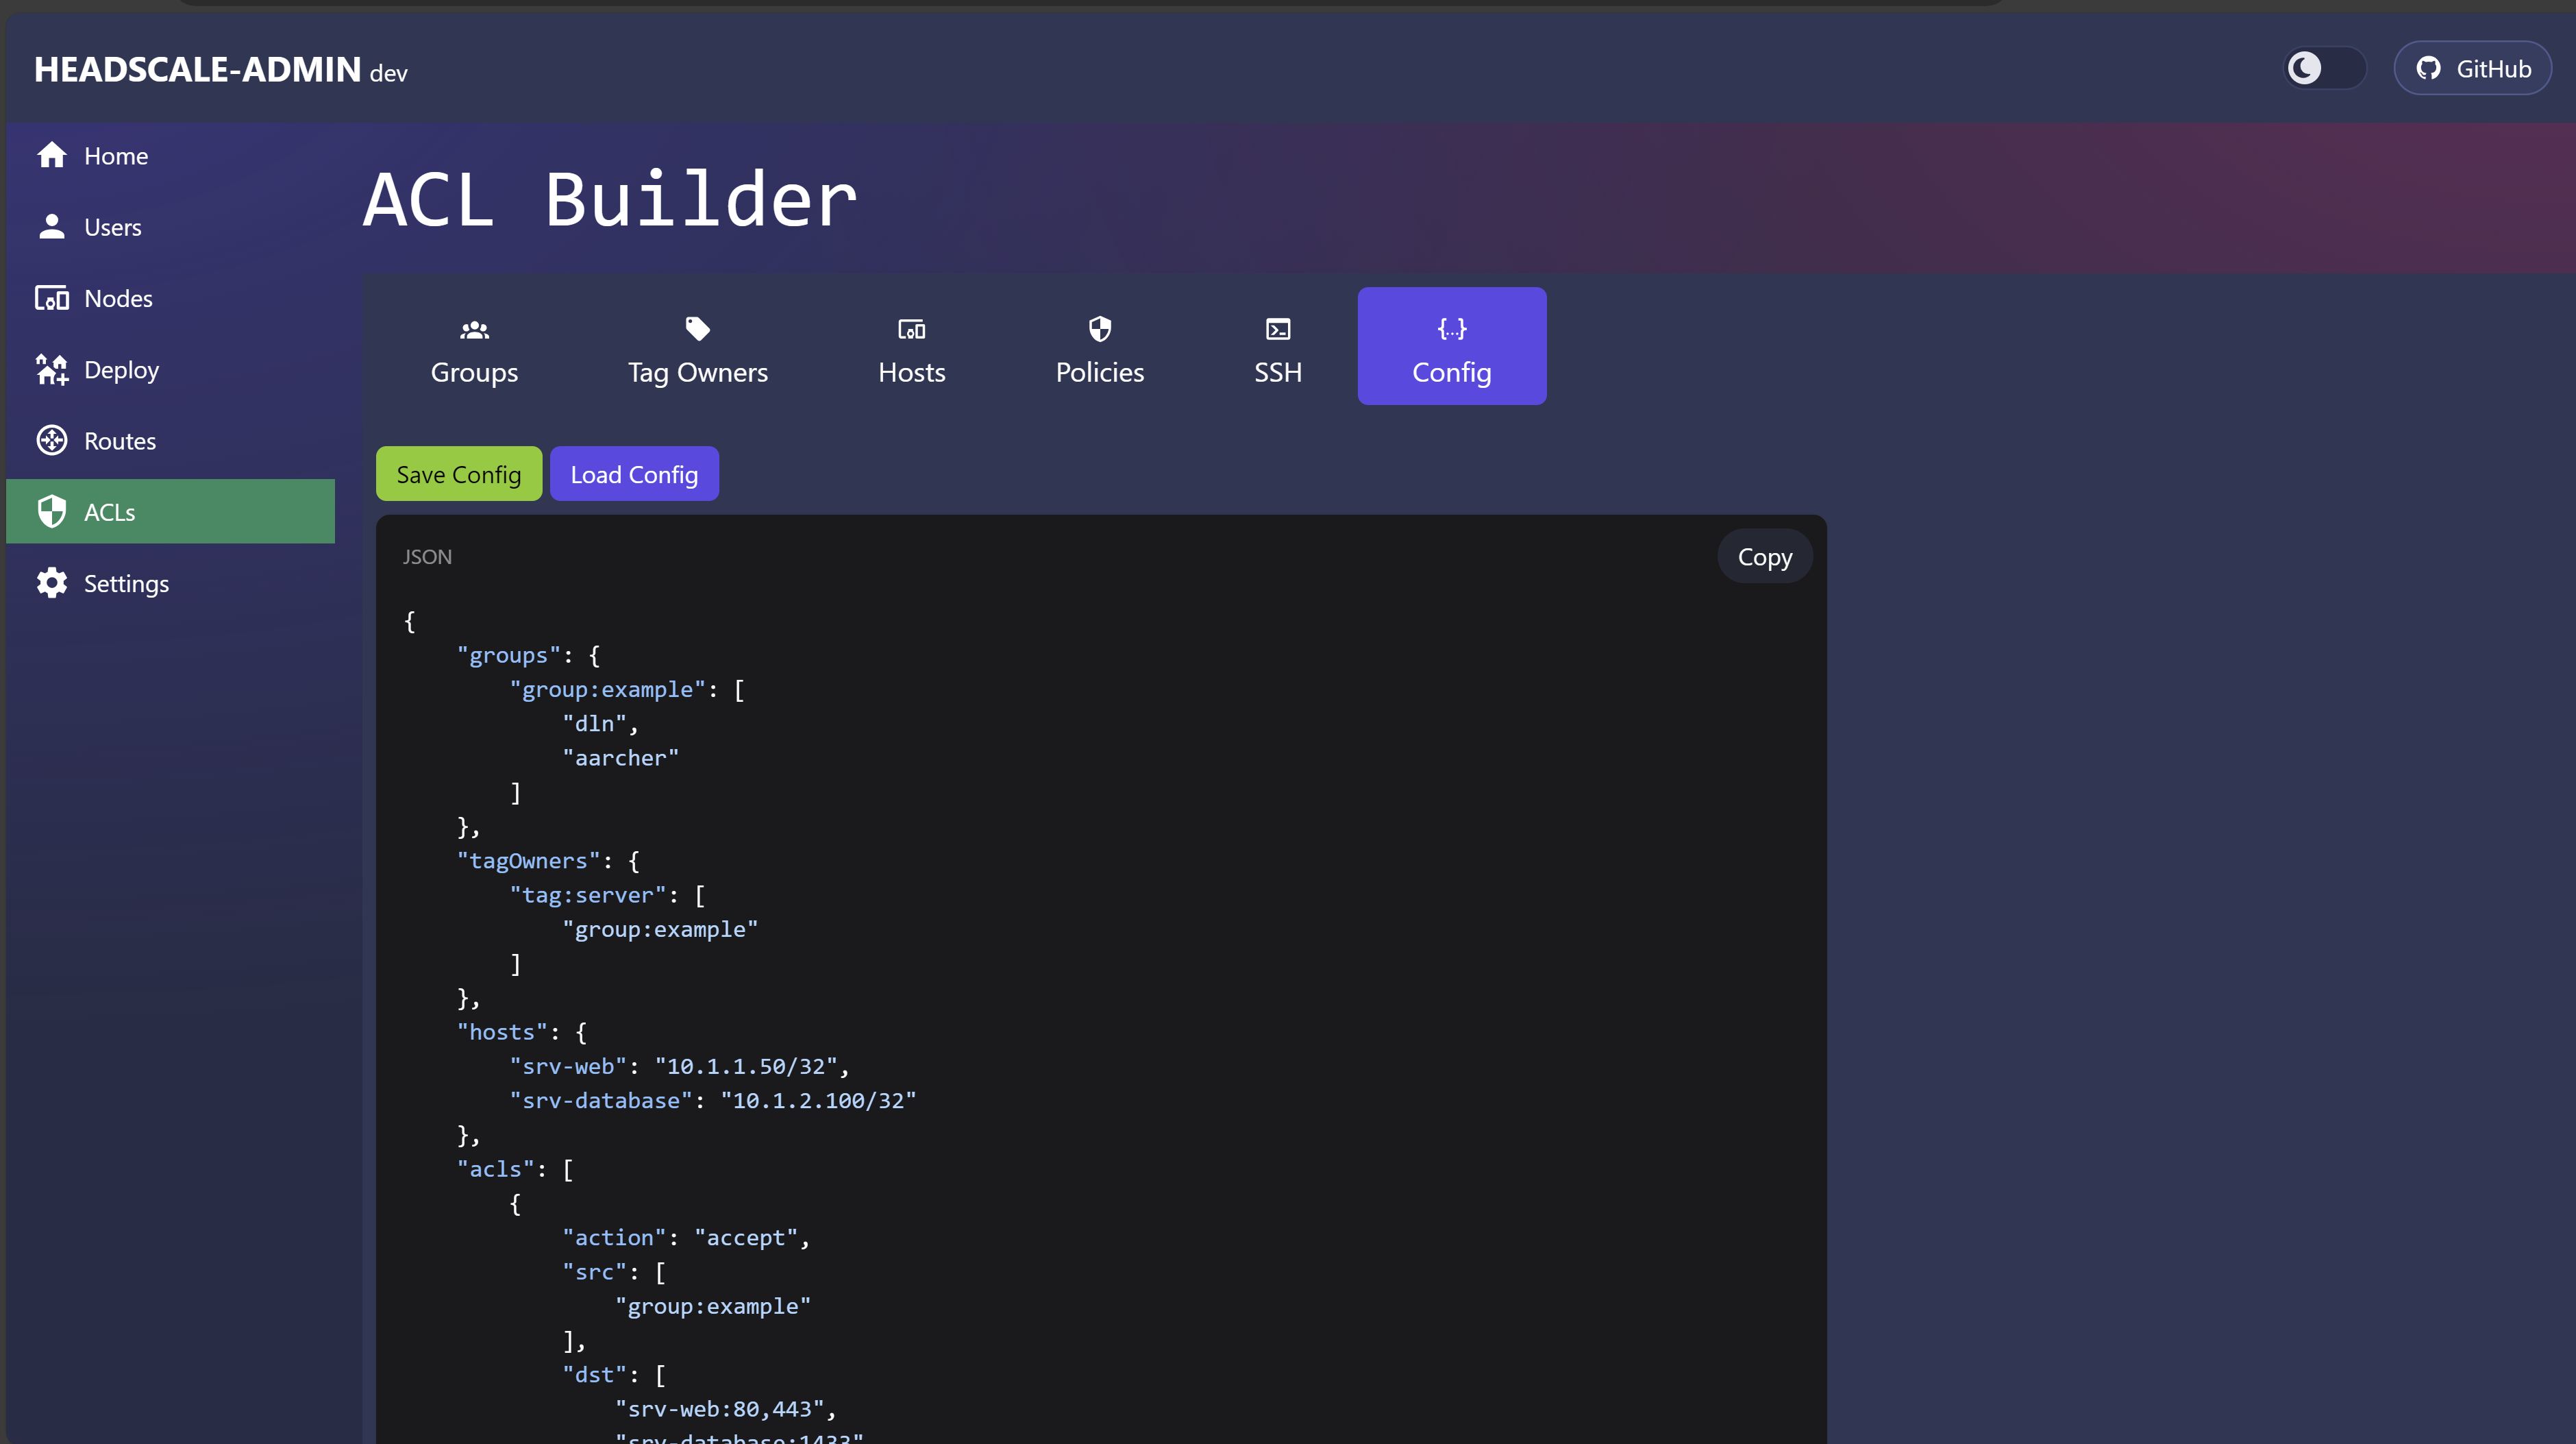 HEADSCALE-ADMIN dev
GitHub
Home
Users
Nodes
Deploy
Routes
ACLs
Settings
ACL Builder
Groups
Tag Owners
Hosts
Policies
SSH
{...}
Config
Save Config
Load Config
JSON
Copy
{
    "groups": {
        "group:example": [
            "dln",
            "aarcher"
        ]
    },
    "tagOwners": {
        "tag:server": [
            "group:example"
        ]
    },
    "hosts": {
        "srv-web": "10.1.1.50/32",
        "srv-database": "10.1.2.100/32"
    },
    "acls": [
        {
            "action": "accept",
            "src": [
                "group:example"
            ],
            "dst": [
                "srv-web:80,443",
                "srv-database:1433"